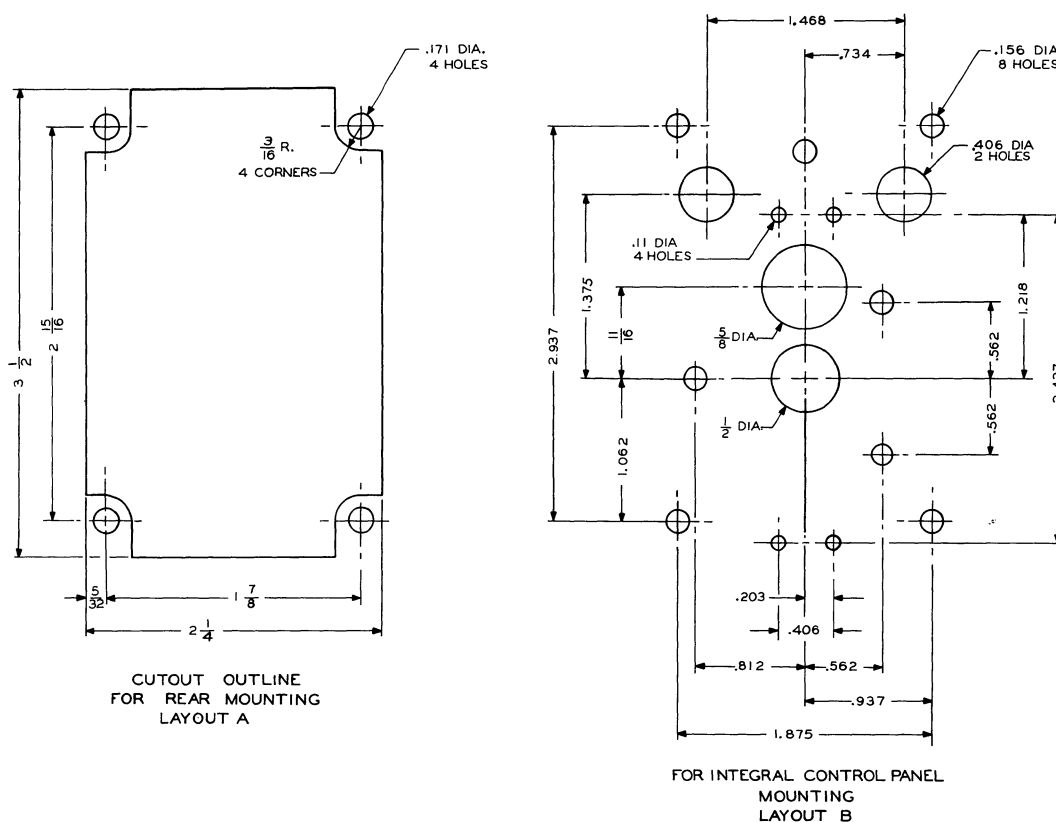 .171 DIA.
4 HOLES
3/16 R.
4 CORNERS
3 1/2
2 15/16
5/32
1 7/8
2 1/4
CUTOUT OUTLINE
FOR REAR MOUNTING
LAYOUT A
1.468
.734
.156 DIA
8 HOLES
.406 DIA
2 HOLES
.11 DIA
4 HOLES
1.375
11/16
2.937
5/8 DIA.
1.218
.562
.562
1/2 DIA.
1.062
.203
.406
.812
.562
.937
1.875
FOR INTEGRAL CONTROL PANEL
MOUNTING
LAYOUT B